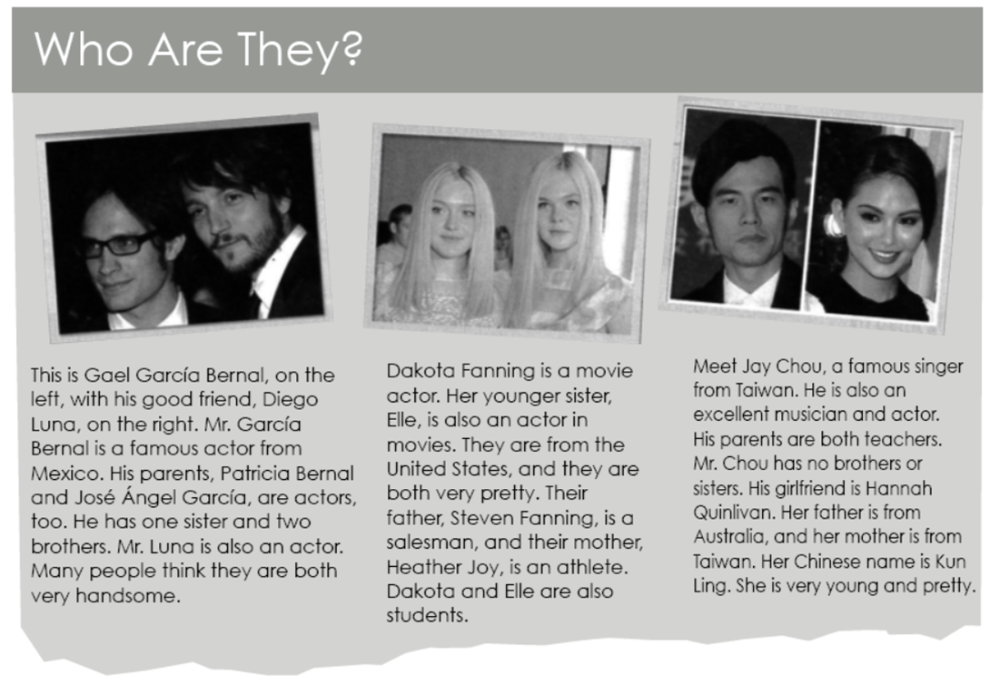 Who Are They?
This is Gael García Bernal, on the
left, with his good friend, Diego
Luna, on the right. Mr. García
Bernal is a famous actor from
Mexico. His parents, Patricia Bernal
and José Ángel García, are actors,
too. He has one sister and two
brothers. Mr. Luna is also an actor.
Many people think they are both
very handsome.
Dakota Fanning is a movie
actor. Her younger sister,
Elle, is also an actor in
movies. They are from the
United States, and they are
both very pretty. Their
father, Steven Fanning, is a
salesman, and their mother,
Heather Joy, is an athlete.
Dakota and Elle are also
students.
Meet Jay Chou, a famous singer
from Taiwan. He is also an
excellent musician and actor.
His parents are both teachers.
Mr. Chou has no brothers or
sisters. His girlfriend is Hannah
Quinlivan. Her father is from
Australia, and her mother is from
Taiwan. Her Chinese name is Kun
Ling. She is very young and pretty.